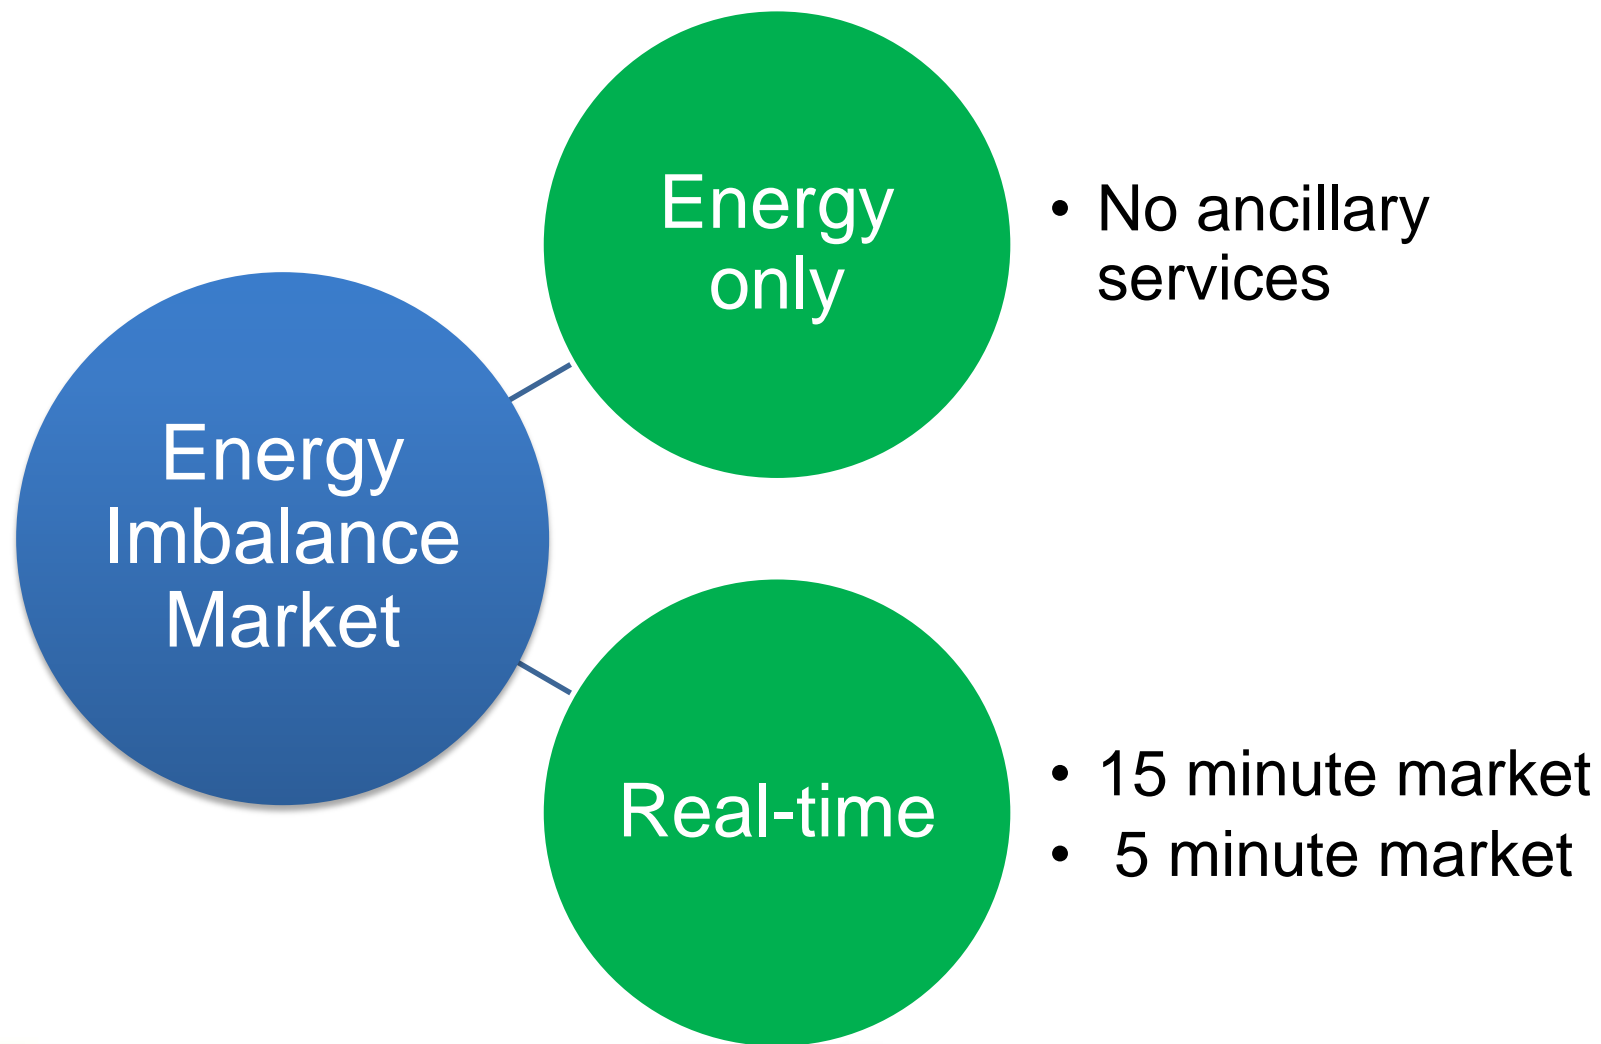 Energy
only
• No ancillary
services
Energy
Imbalance
Market
Real-time
• 15 minute market
• 5 minute market